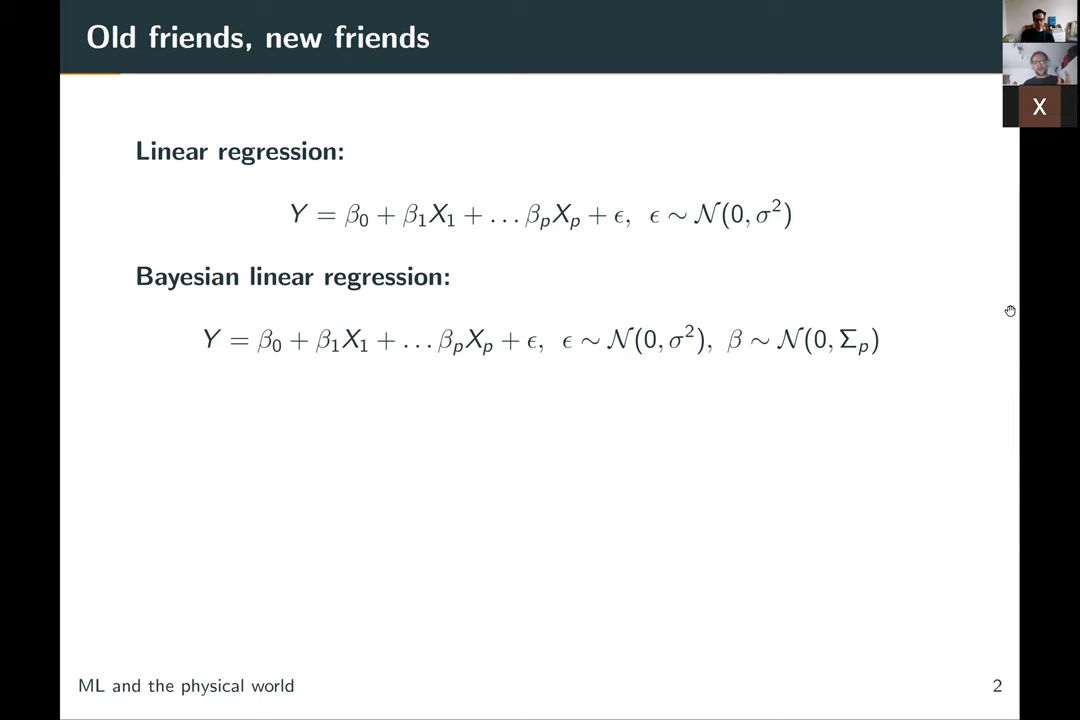 Old friends, new friends
X
Linear regression:
Y = β₀ + β₁X₁ + … βₚXₚ + ϵ, ϵ ∼ 𝒩(0, σ²)
Bayesian linear regression:
Y = β₀ + β₁X₁ + … βₚXₚ + ϵ, ϵ ∼ 𝒩(0, σ²), β ∼ 𝒩(0, Σₚ)
ML and the physical world
2